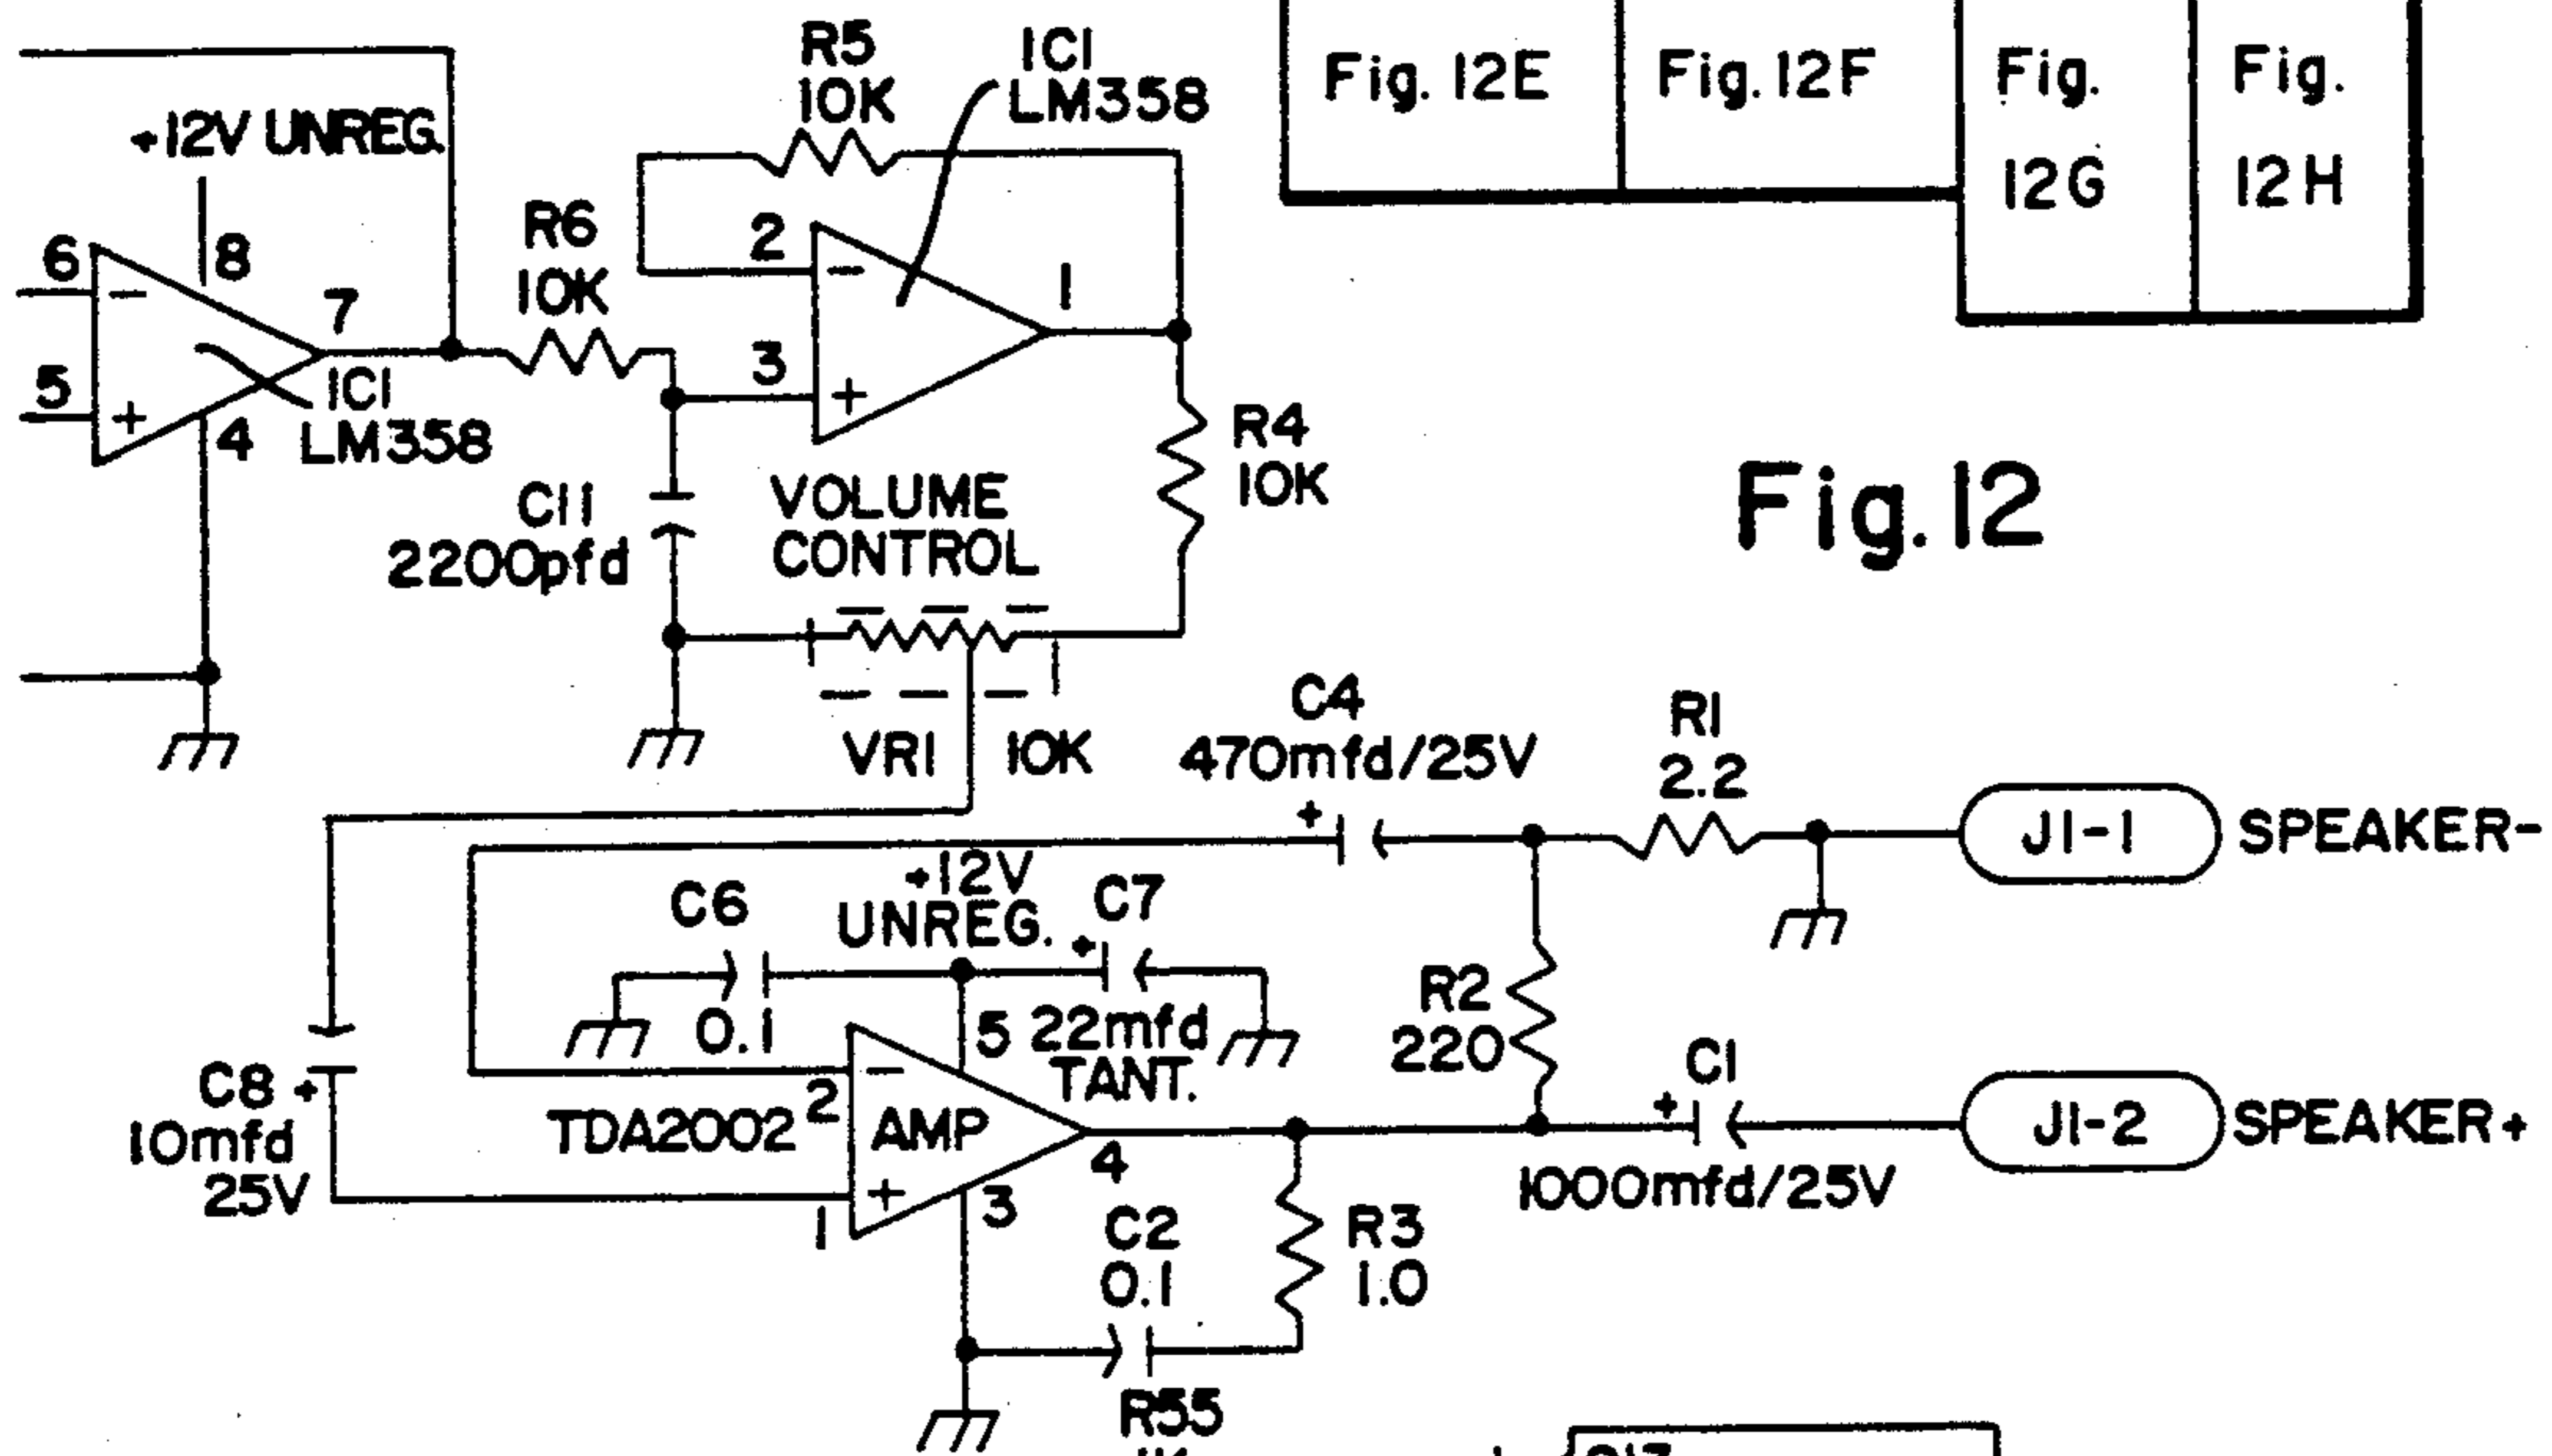 Fig. 12E
Fig. 12F
Fig.
12G
Fig.
12H
Fig. 12
+12V UNREG.
6
5
8
7
4
IC1
LM358
R6
10K
R5
10K
IC1
LM358
2
3
1
-
+
-
+
C11
2200pfd
R4
10K
VOLUME
CONTROL
VR1 10K
C4
470mfd/25V
+
R1
2.2
J1-1 SPEAKER-
C6
0.1
+12V
UNREG.
C7
+
22mfd
TANT.
R2
220
C8 +
10mfd
25V
TDA2002
AMP
-
+
2
1
5
4
3
C1
+
1000mfd/25V
J1-2 SPEAKER+
C2
0.1
R3
1.0
R55